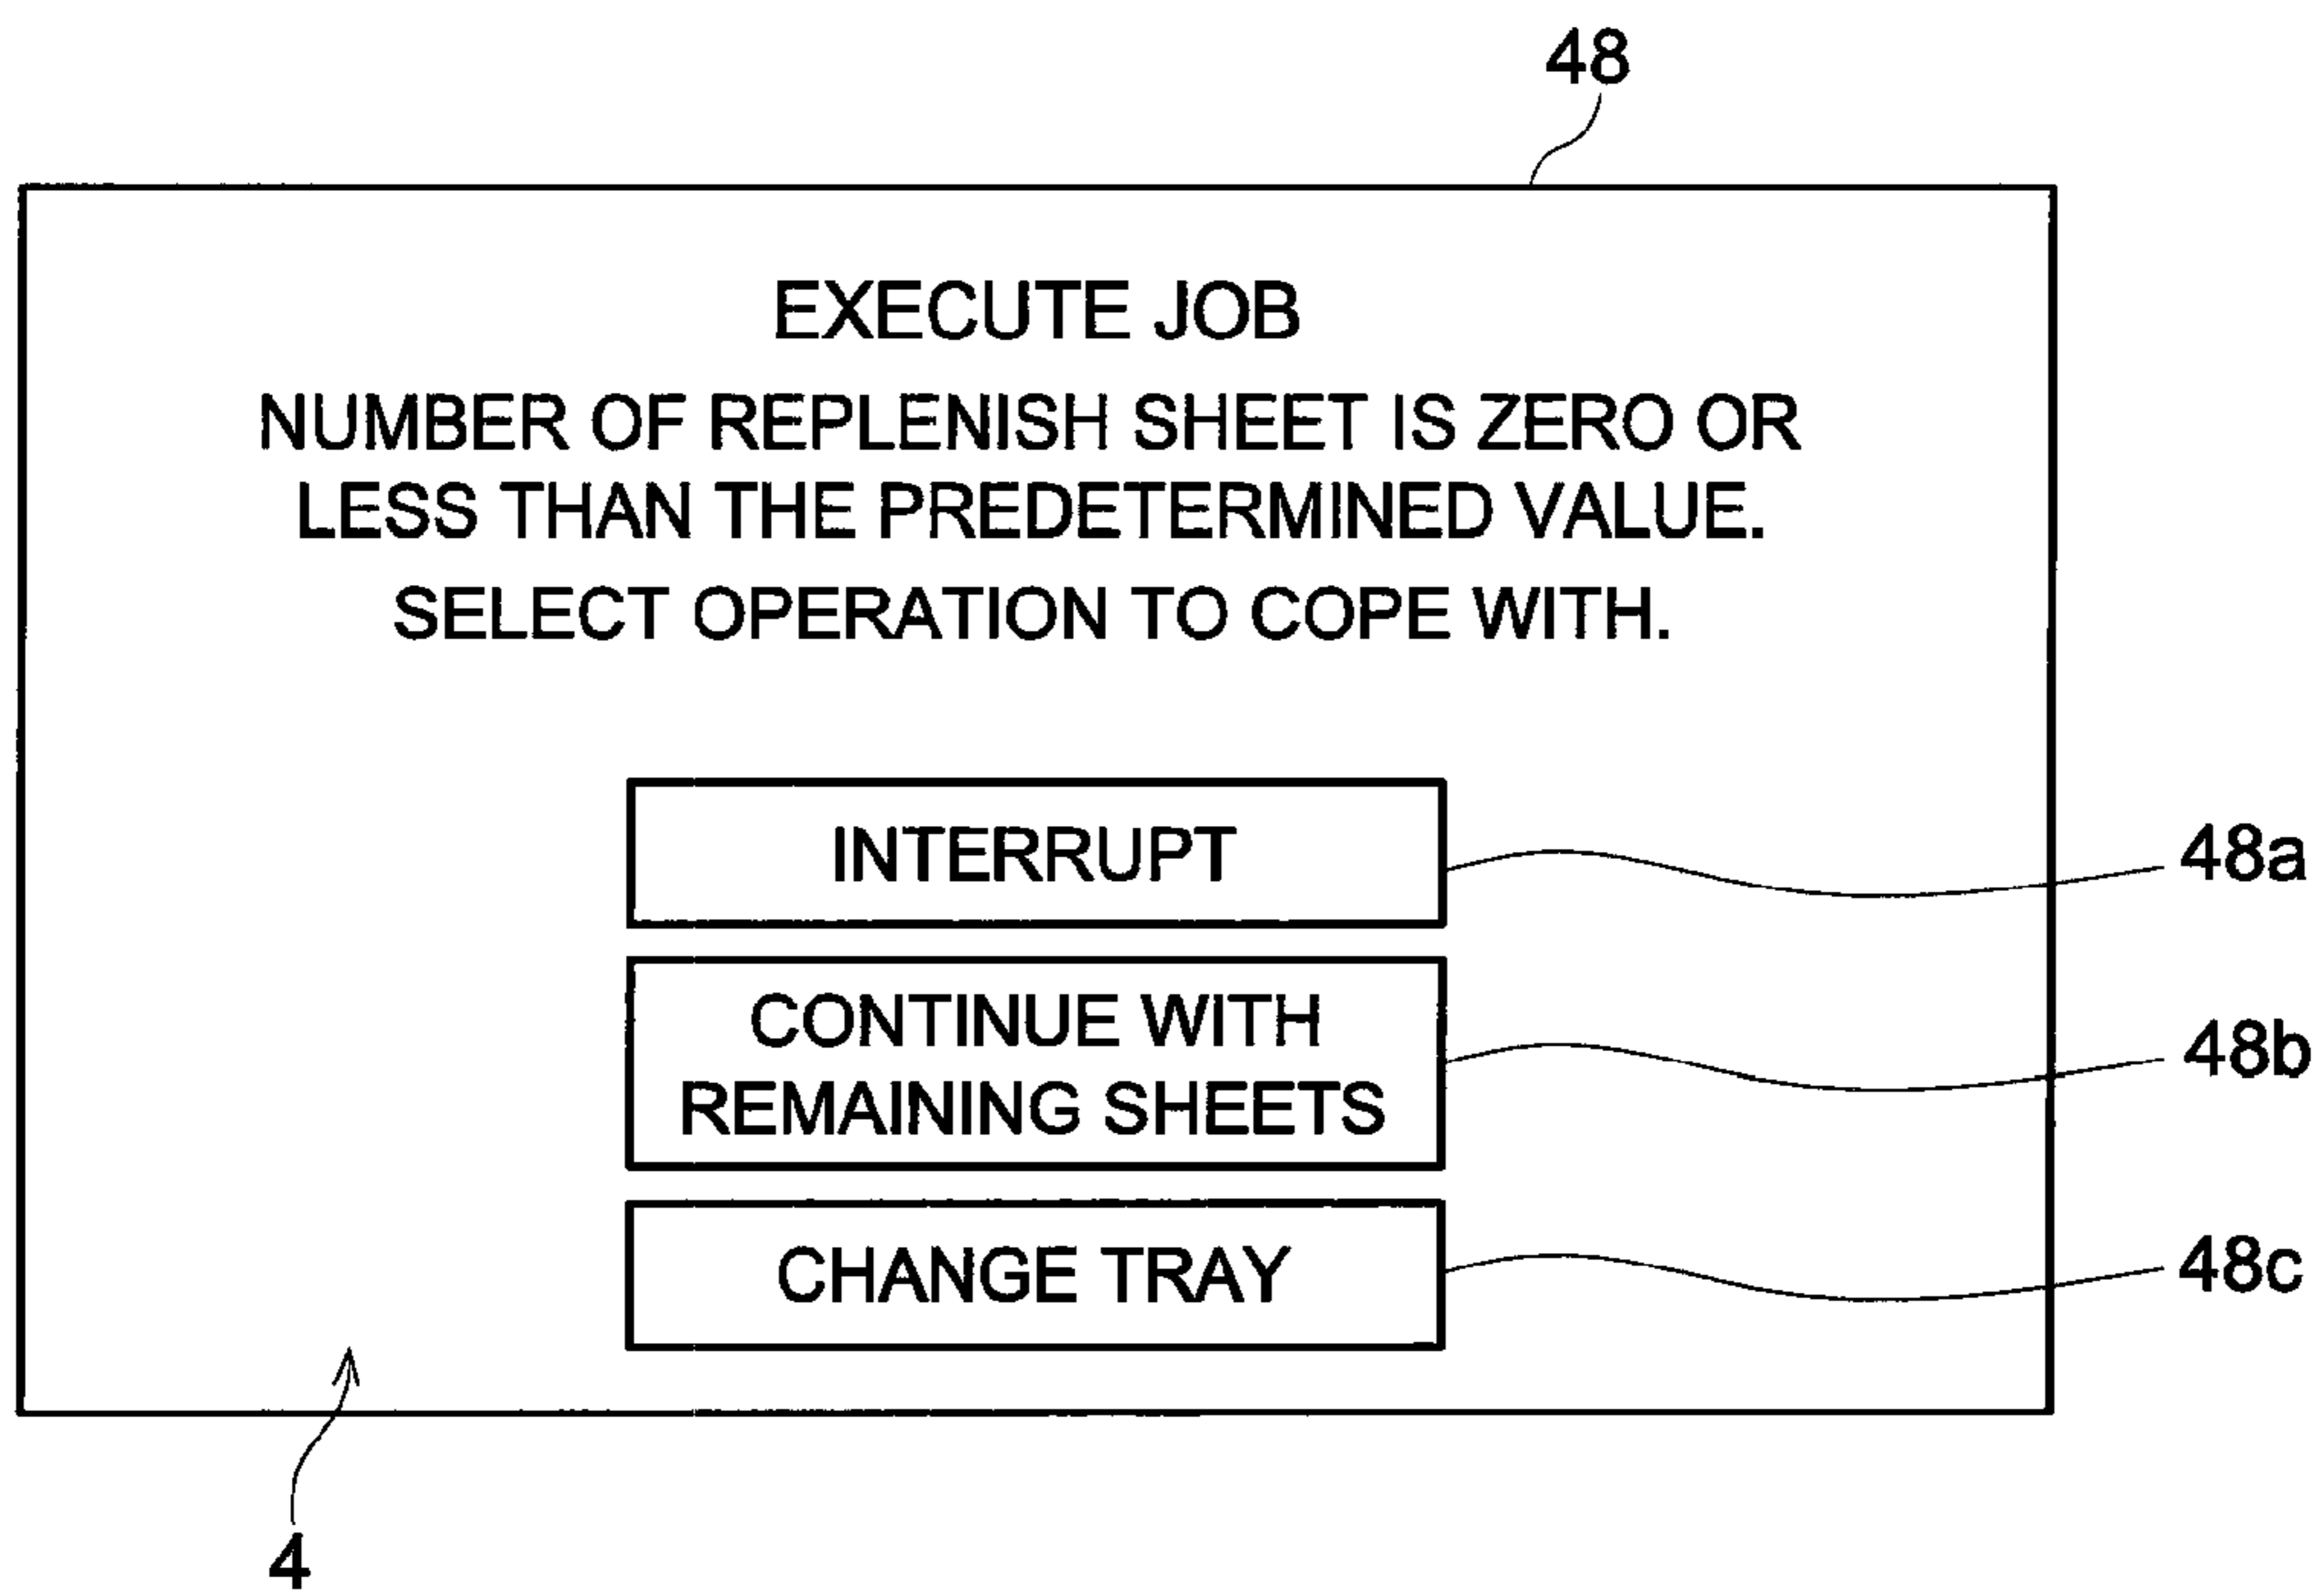 48
EXECUTE JOB
NUMBER OF REPLENISH SHEET IS ZERO OR
LESS THAN THE PREDETERMINED VALUE.
SELECT OPERATION TO COPE WITH.
INTERRUPT
48a
CONTINUE WITH
REMAINING SHEETS
48b
CHANGE TRAY
48c
4